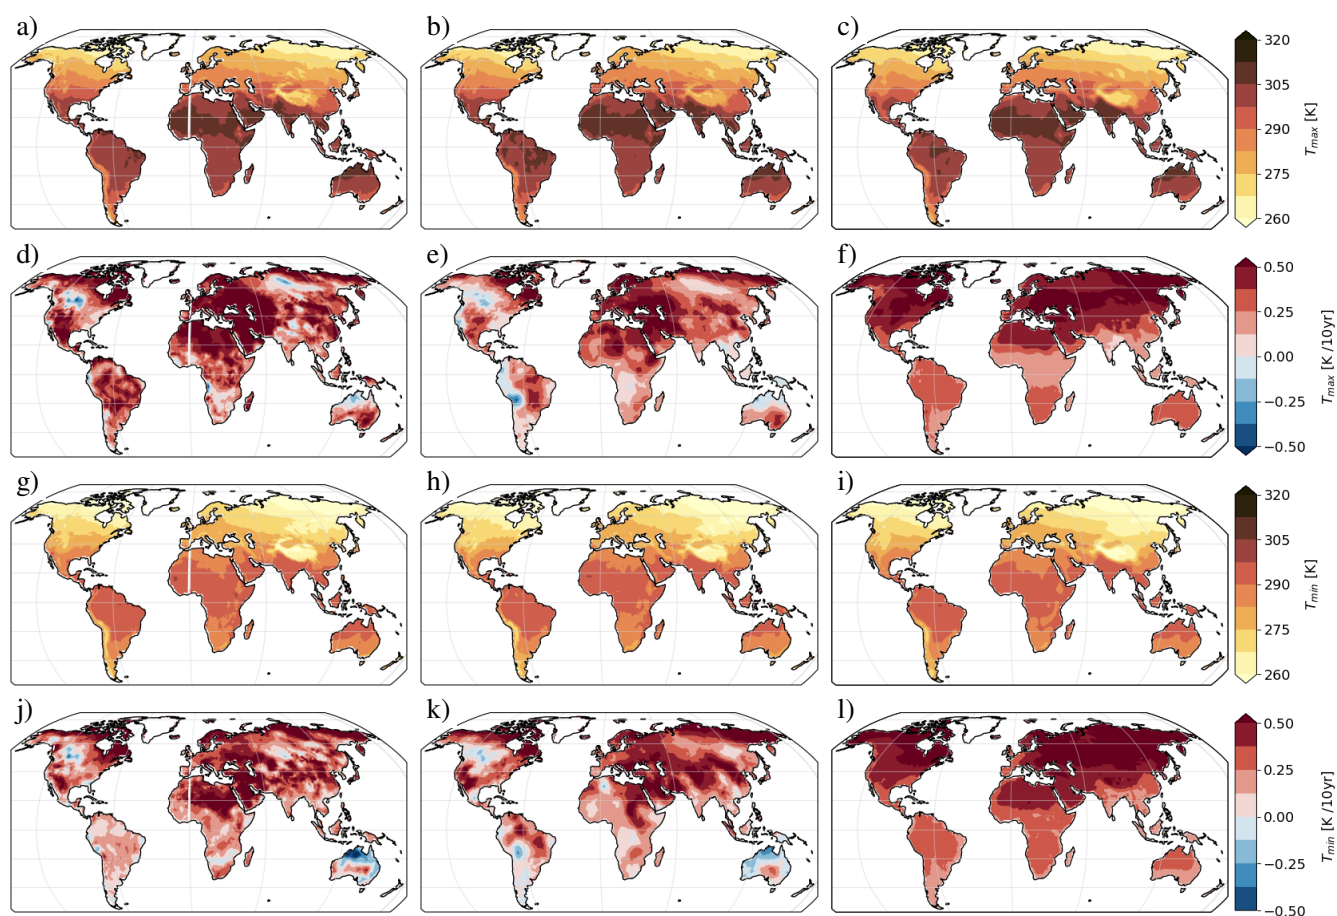 a) b) c)
320
305
290
275
260
T_max [K]
d) e) f)
0.50
0.25
0.00
−0.25
−0.50
T_max [K /10yr]
g) h) i)
320
305
290
275
260
T_min [K]
j) k) l)
0.50
0.25
0.00
−0.25
−0.50
T_min [K /10yr]